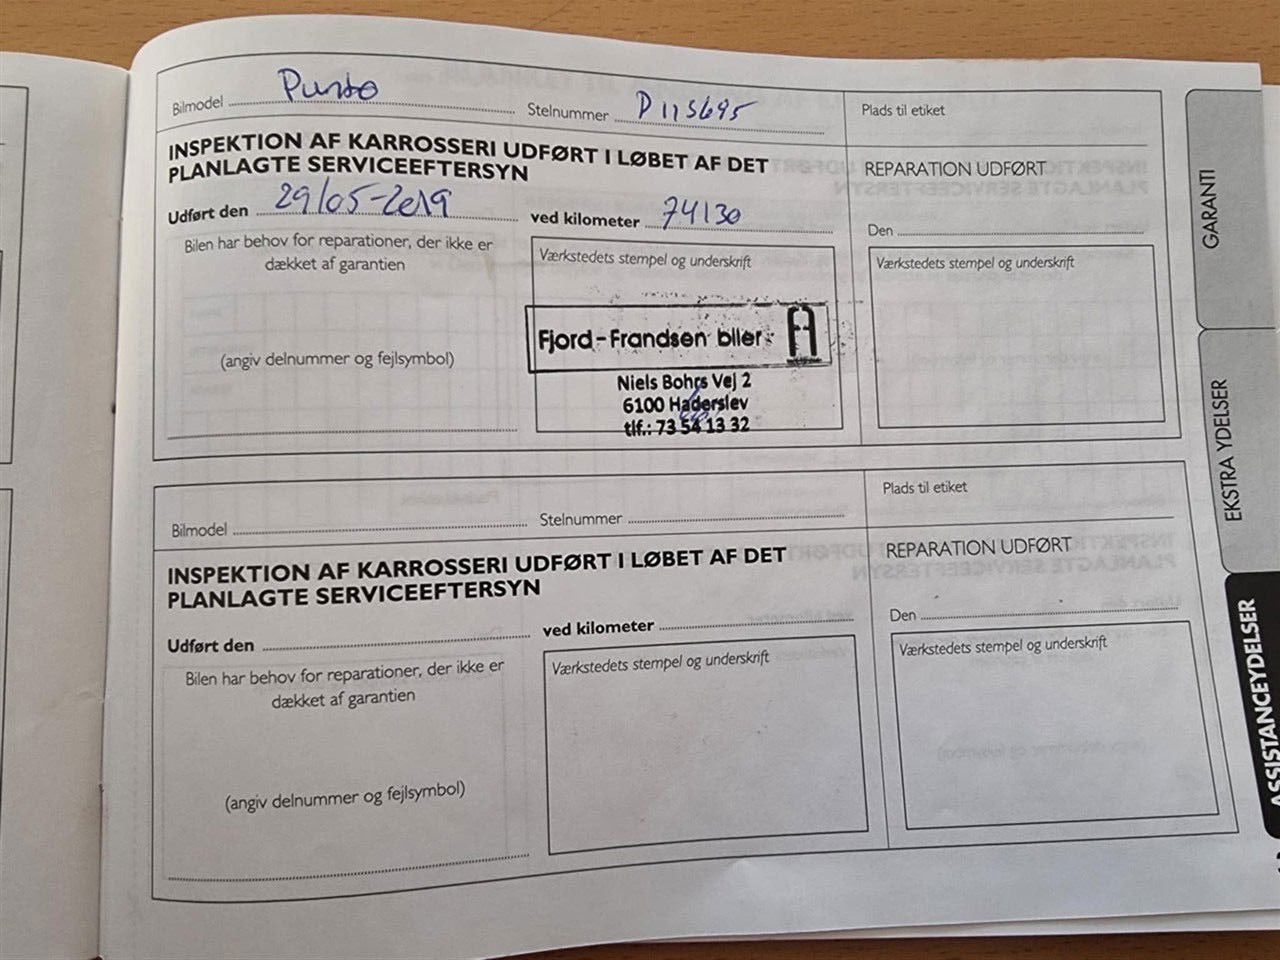 Bilmodel Punto Stelnummer D115695
Plads til etiket
INSPEKTION AF KARROSSERI UDFØRT I LØBET AF DET
PLANLAGTE SERVICEEFTERSYN
REPARATION UDFØRT
Udført den 29/05-2019 ved kilometer 74130
Den
Bilen har behov for reparationer, der ikke er
dækket af garantien
(angiv delnummer og fejlsymbol)
Værkstedets stempel og underskrift
Fjord-Frandsen biler
Niels Bohrs Vej 2
6100 Haderslev
tlf.: 73 54 13 32
Værkstedets stempel og underskrift
Bilmodel Stelnummer
Plads til etiket
INSPEKTION AF KARROSSERI UDFØRT I LØBET AF DET
PLANLAGTE SERVICEEFTERSYN
REPARATION UDFØRT
Udført den ved kilometer
Den
Bilen har behov for reparationer, der ikke er
dækket af garantien
(angiv delnummer og fejlsymbol)
Værkstedets stempel og underskrift
Værkstedets stempel og underskrift
GARANTI
EKSTRA YDELSER
ASSISTANCEYDELSER